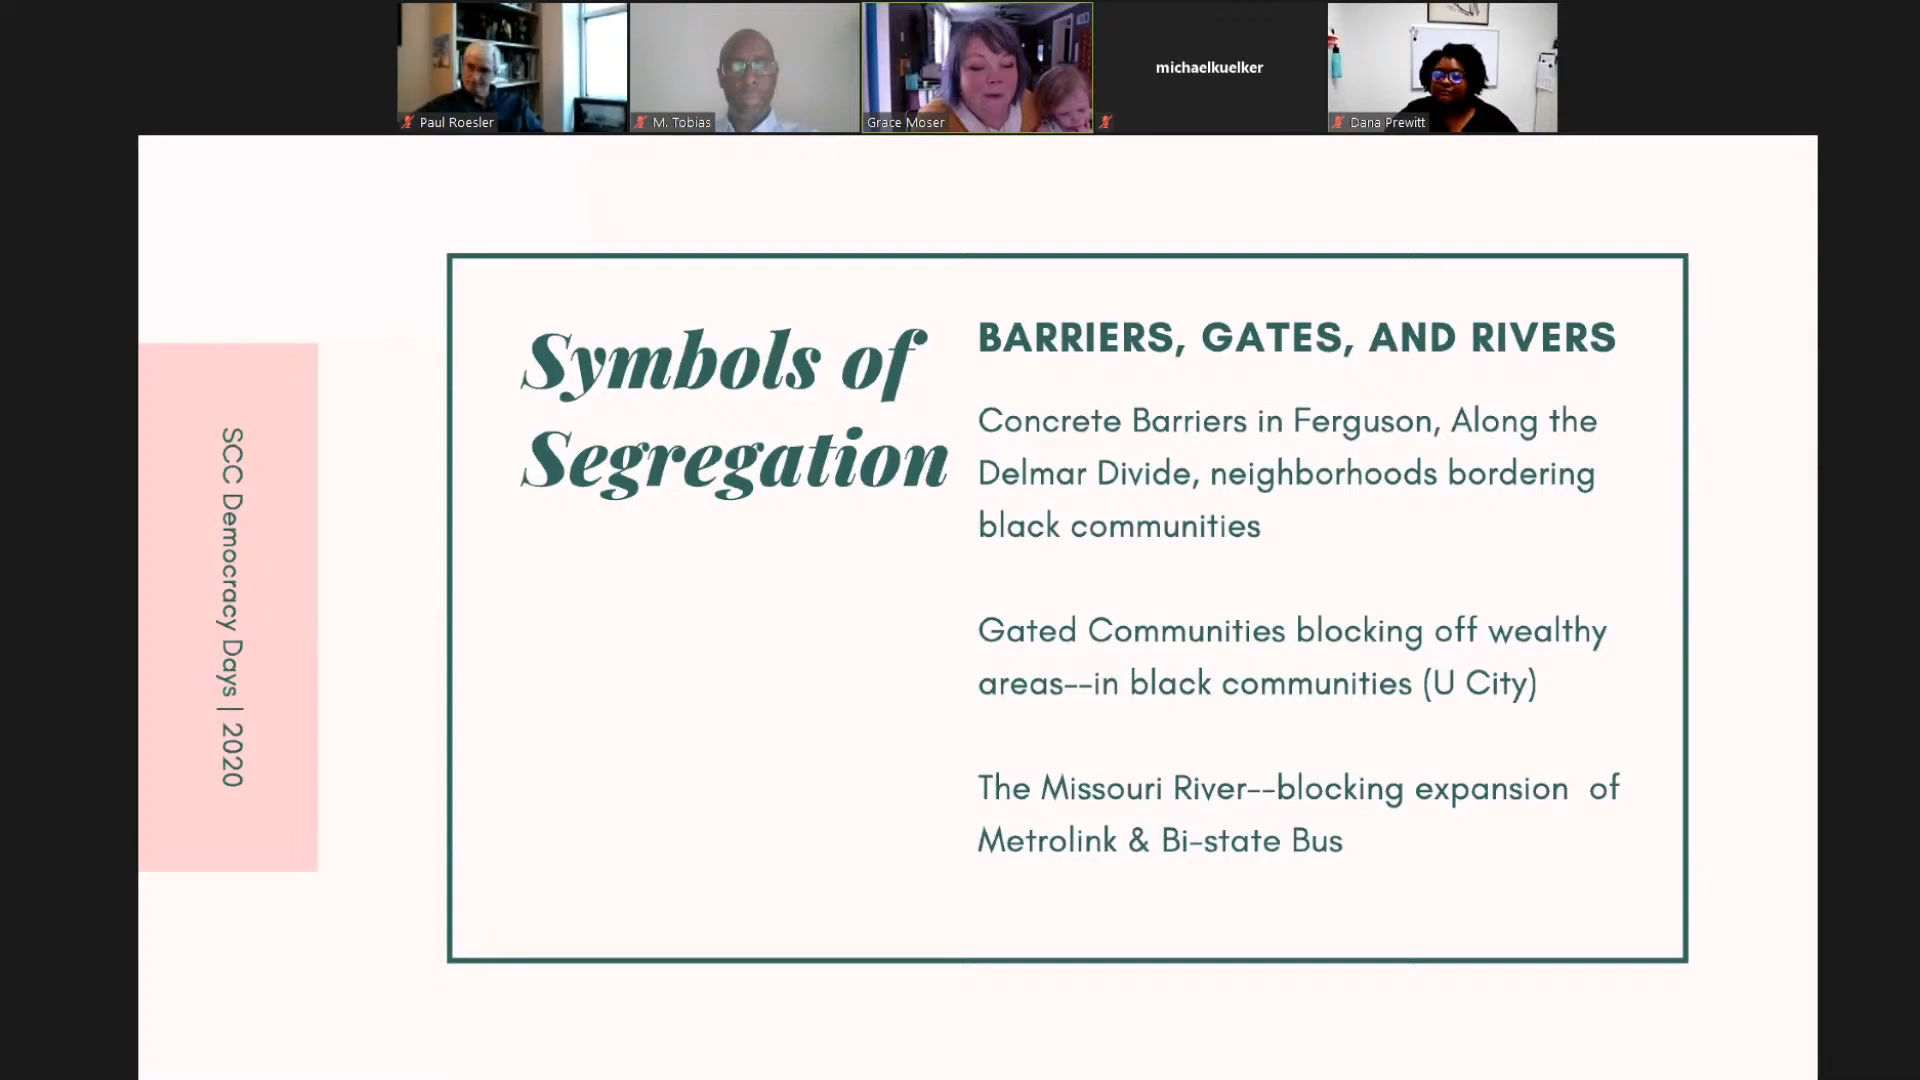 Paul Roesler
M. Tobias
Grace Moser
michaelkuelker
Dana Prewitt
SCC Democracy Days | 2020
Symbols of
Segregation
BARRIERS, GATES, AND RIVERS
Concrete Barriers in Ferguson, Along the
Delmar Divide, neighborhoods bordering
black communities
Gated Communities blocking off wealthy
areas--in black communities (U City)
The Missouri River--blocking expansion of
Metrolink & Bi-state Bus